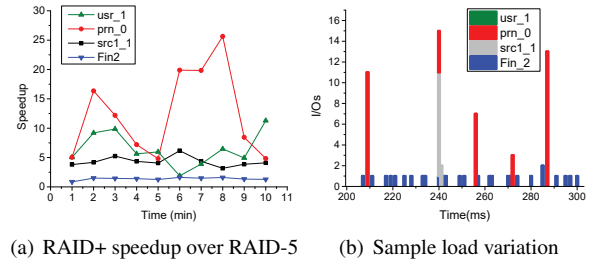 usr_1
prn_0
src1_1
Fin2
30
25
20
15
10
5
0
Speedup
0 1 2 3 4 5 6 7 8 9 10 11
Time (min)
(a) RAID+ speedup over RAID-5
usr_1
prn_0
src1_1
Fin_2
16
14
12
10
8
6
4
2
0
I/Os
200 220 240 260 280 300
Time(ms)
(b) Sample load variation